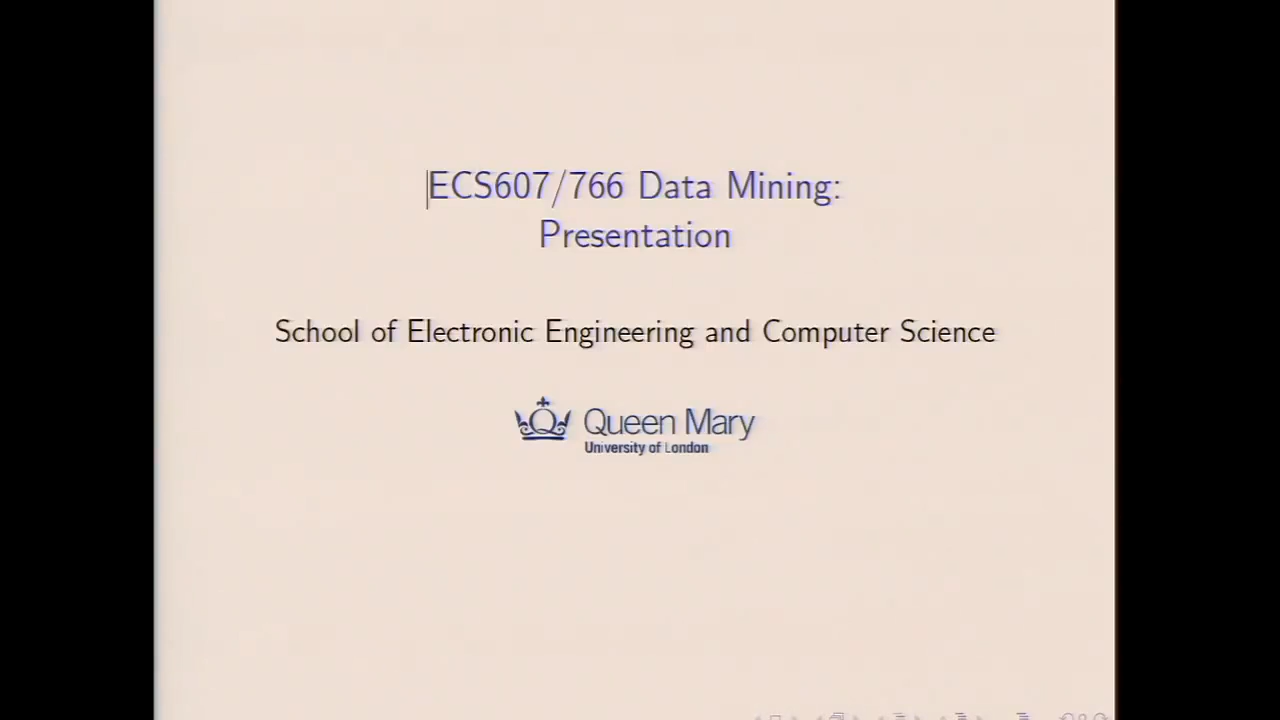 ECS607/766 Data Mining:
Presentation
School of Electronic Engineering and Computer Science
Queen Mary
University of London